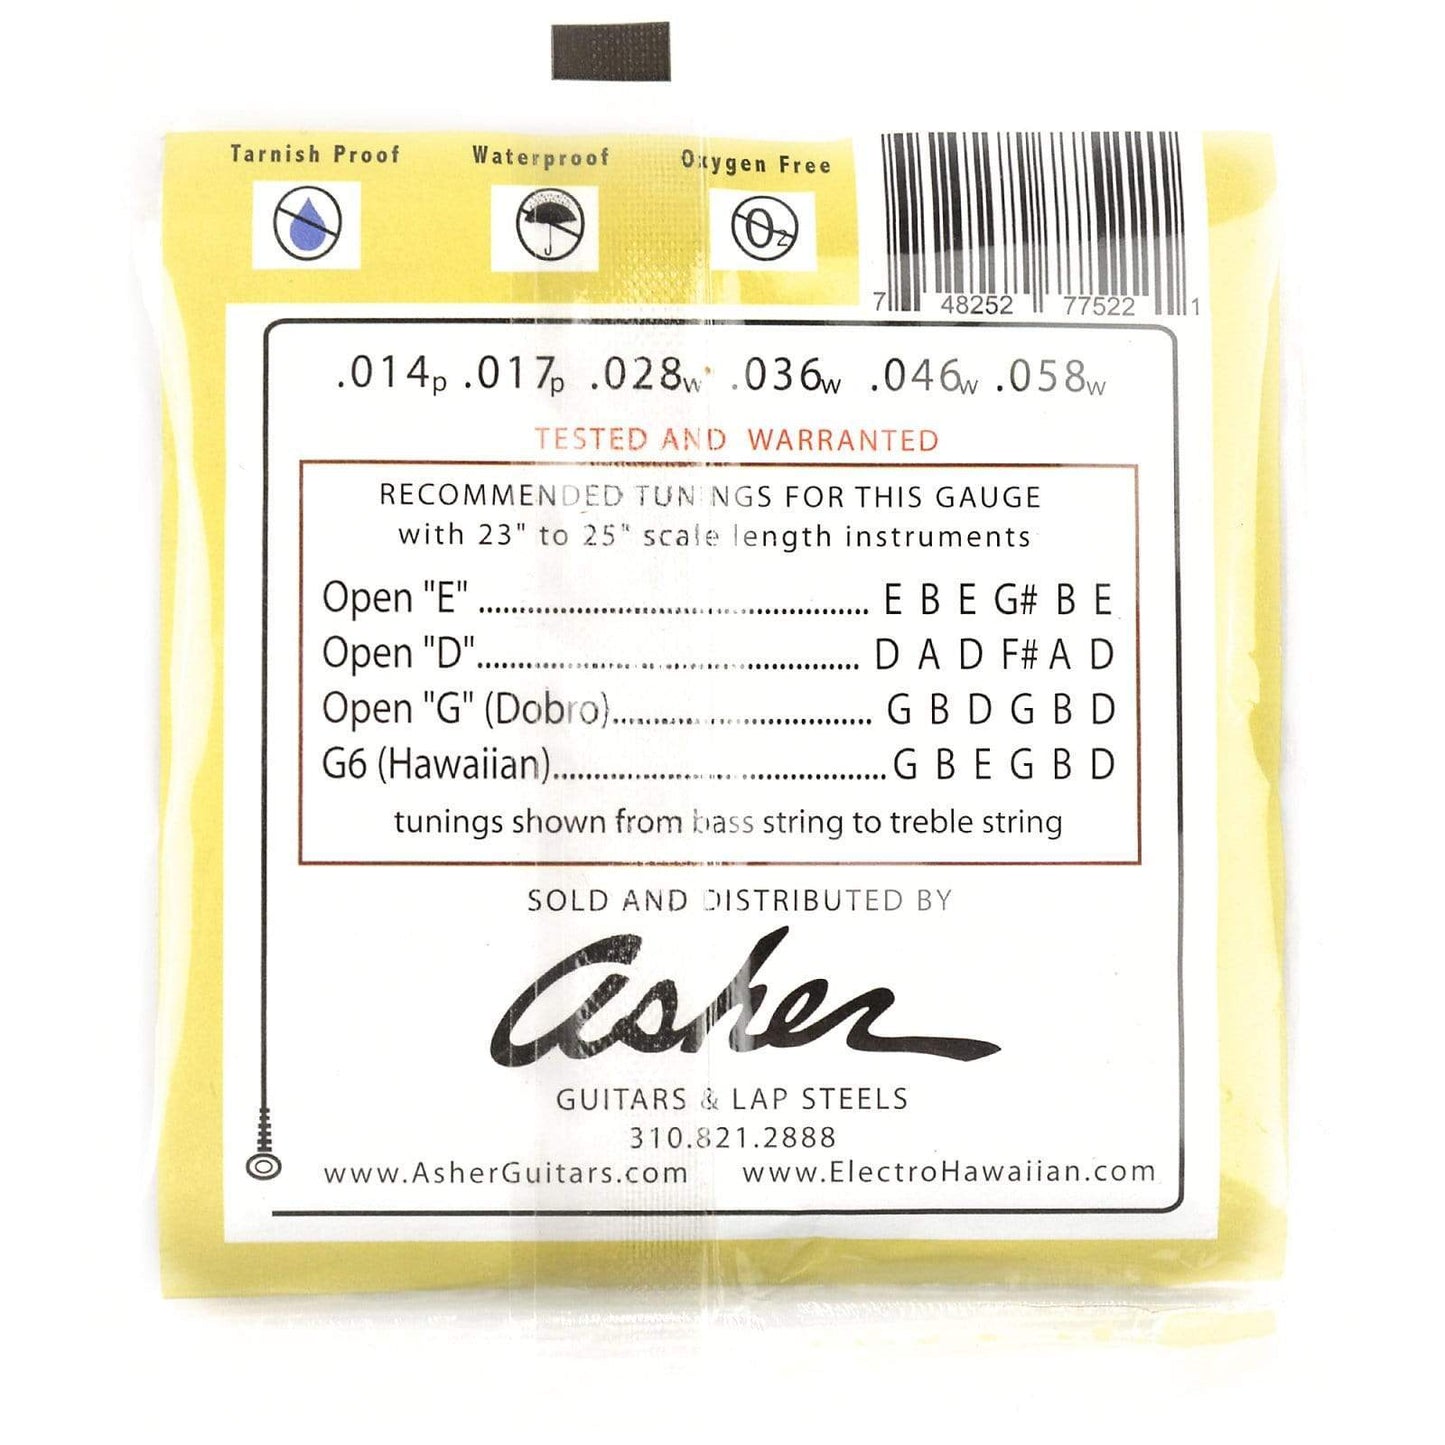 Tarnish Proof Waterproof Oxygen Free
O2
7 48252 77522 1
.014p .017p .028w .036w .046w .058w
TESTED AND WARRANTED
RECOMMENDED TUNINGS FOR THIS GAUGE
with 23" to 25" scale length instruments
Open "E" ................................................ E B E G# B E
Open "D"................................................ D A D F# A D
Open "G" (Dobro)................................ G B D G B D
G6 (Hawaiian).........................................G B E G B D
tunings shown from bass string to treble string
SOLD AND DISTRIBUTED BY
asher
GUITARS & LAP STEELS
310.821.2888
www.AsherGuitars.com www.ElectroHawaiian.com